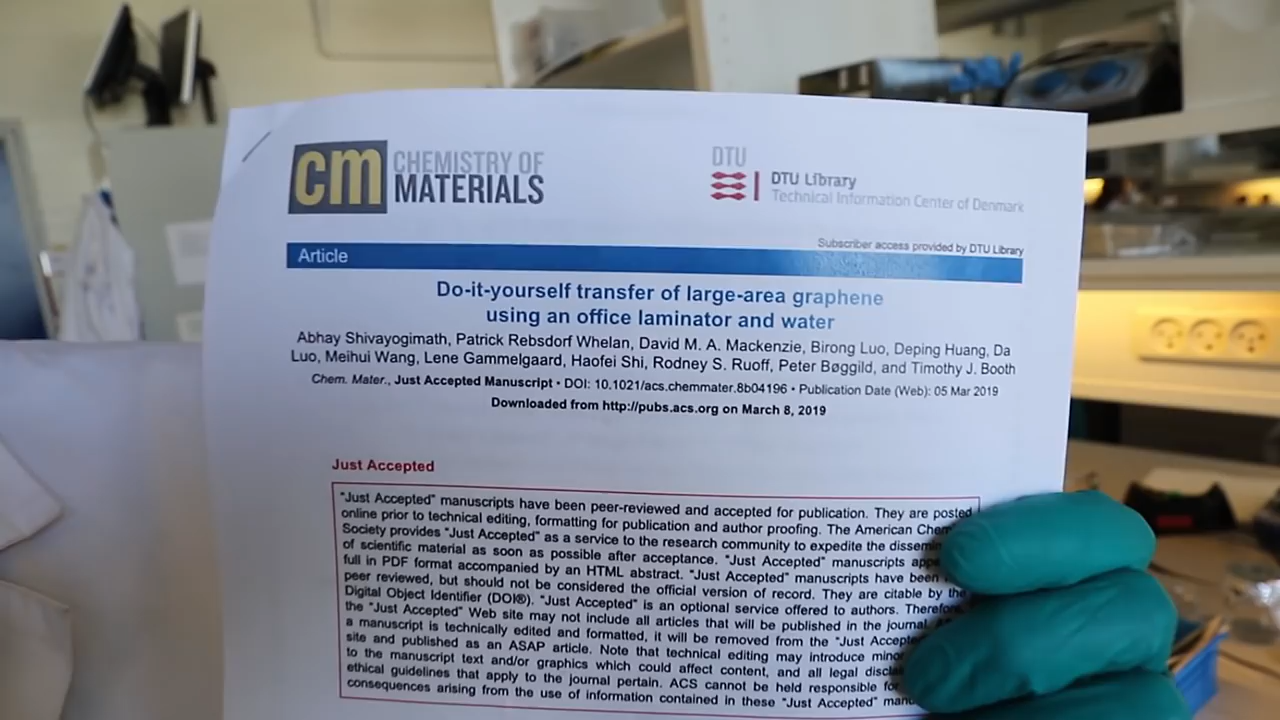 cm CHEMISTRY OF
MATERIALS
DTU
DTU Library
Technical Information Center of Denmark
Subscriber access provided by DTU Library
Article
Do-it-yourself transfer of large-area graphene
using an office laminator and water
Abhay Shivayogimath, Patrick Rebsdorf Whelan, David M. A. Mackenzie, Birong Luo, Deping Huang, Da
Luo, Meihui Wang, Lene Gammelgaard, Haofei Shi, Rodney S. Ruoff, Peter Bøggild, and Timothy J. Booth
Chem. Mater., Just Accepted Manuscript • DOI: 10.1021/acs.chemmater.8b04196 • Publication Date (Web): 05 Mar 2019
Downloaded from http://pubs.acs.org on March 8, 2019
Just Accepted
"Just Accepted" manuscripts have been peer-reviewed and accepted for publication. They are posted
online prior to technical editing, formatting for publication and author proofing. The American Chem
Society provides "Just Accepted" as a service to the research community to expedite the dissemin
of scientific material as soon as possible after acceptance. "Just Accepted" manuscripts appe
full in PDF format accompanied by an HTML abstract. "Just Accepted" manuscripts have been
peer reviewed, but should not be considered the official version of record. They are citable by the
Digital Object Identifier (DOI®). "Just Accepted" is an optional service offered to authors. Therefore,
the "Just Accepted" Web site may not include all articles that will be published in the journal.
a manuscript is technically edited and formatted, it will be removed from the "Just Accepte
site and published as an ASAP article. Note that technical editing may introduce minor
to the manuscript text and/or graphics which could affect content, and all legal disclai
ethical guidelines that apply to the journal pertain. ACS cannot be held responsible for
consequences arising from the use of information contained in these "Just Accepted" manu